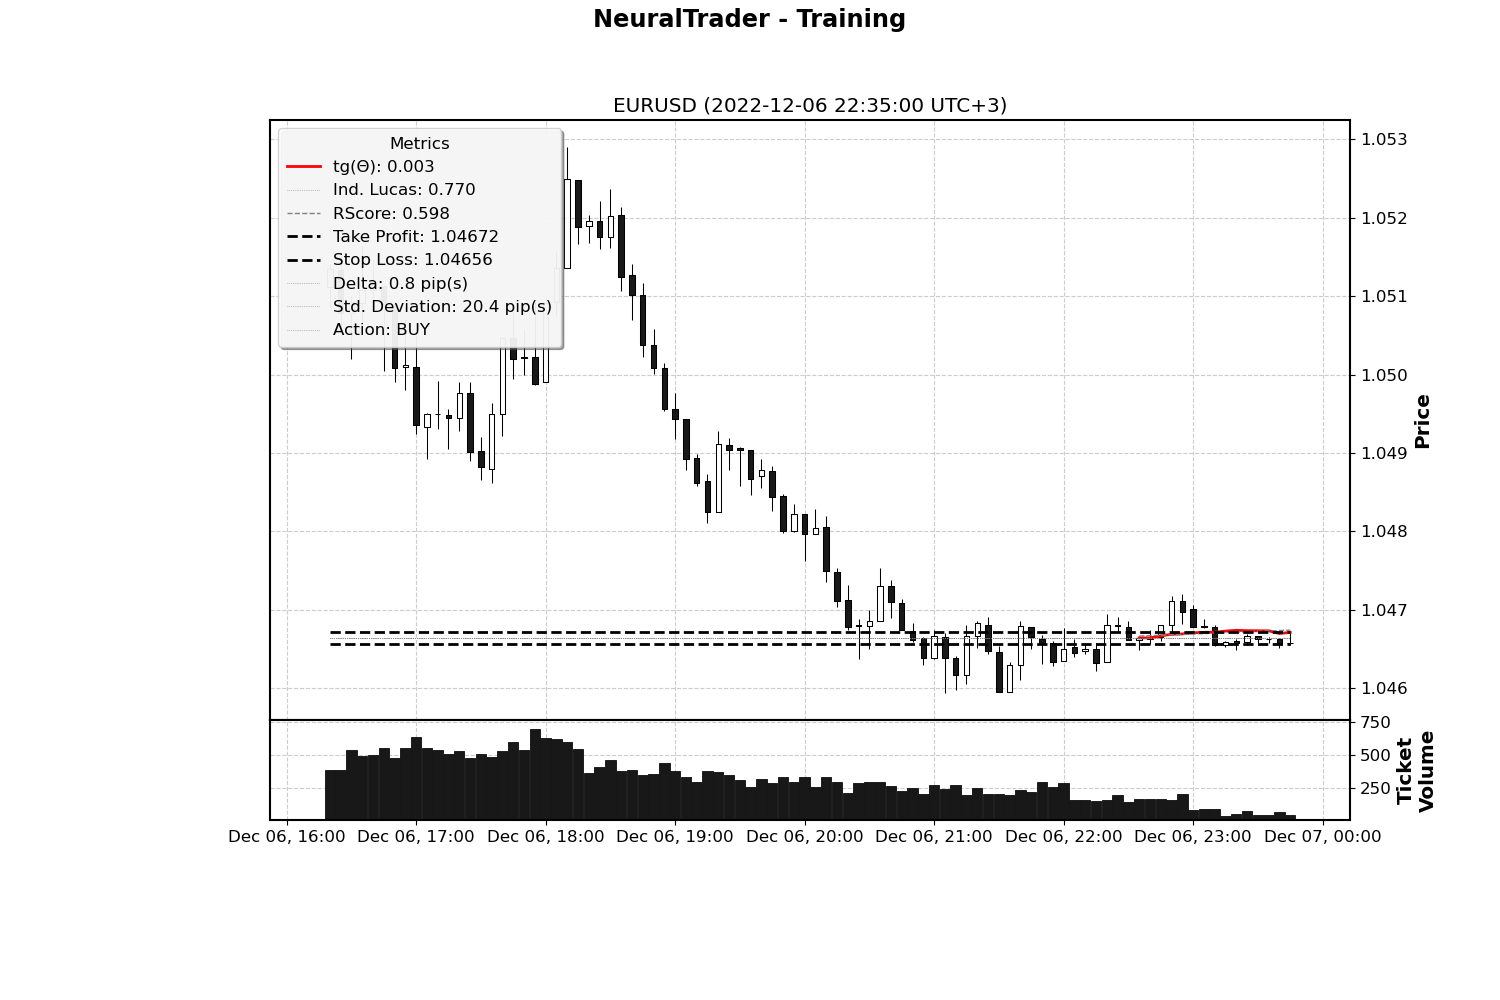 NeuralTrader - Training
EURUSD (2022-12-06 22:35:00 UTC+3)
Metrics
tg(Θ): 0.003
Ind. Lucas: 0.770
RScore: 0.598
Take Profit: 1.04672
Stop Loss: 1.04656
Delta: 0.8 pip(s)
Std. Deviation: 20.4 pip(s)
Action: BUY
1.053
1.052
1.051
1.050
1.049
1.048
1.047
1.046
Price
750
500
250
Ticket
Volume
Dec 06, 16:00 Dec 06, 17:00 Dec 06, 18:00 Dec 06, 19:00 Dec 06, 20:00 Dec 06, 21:00 Dec 06, 22:00 Dec 06, 23:00 Dec 07, 00:00